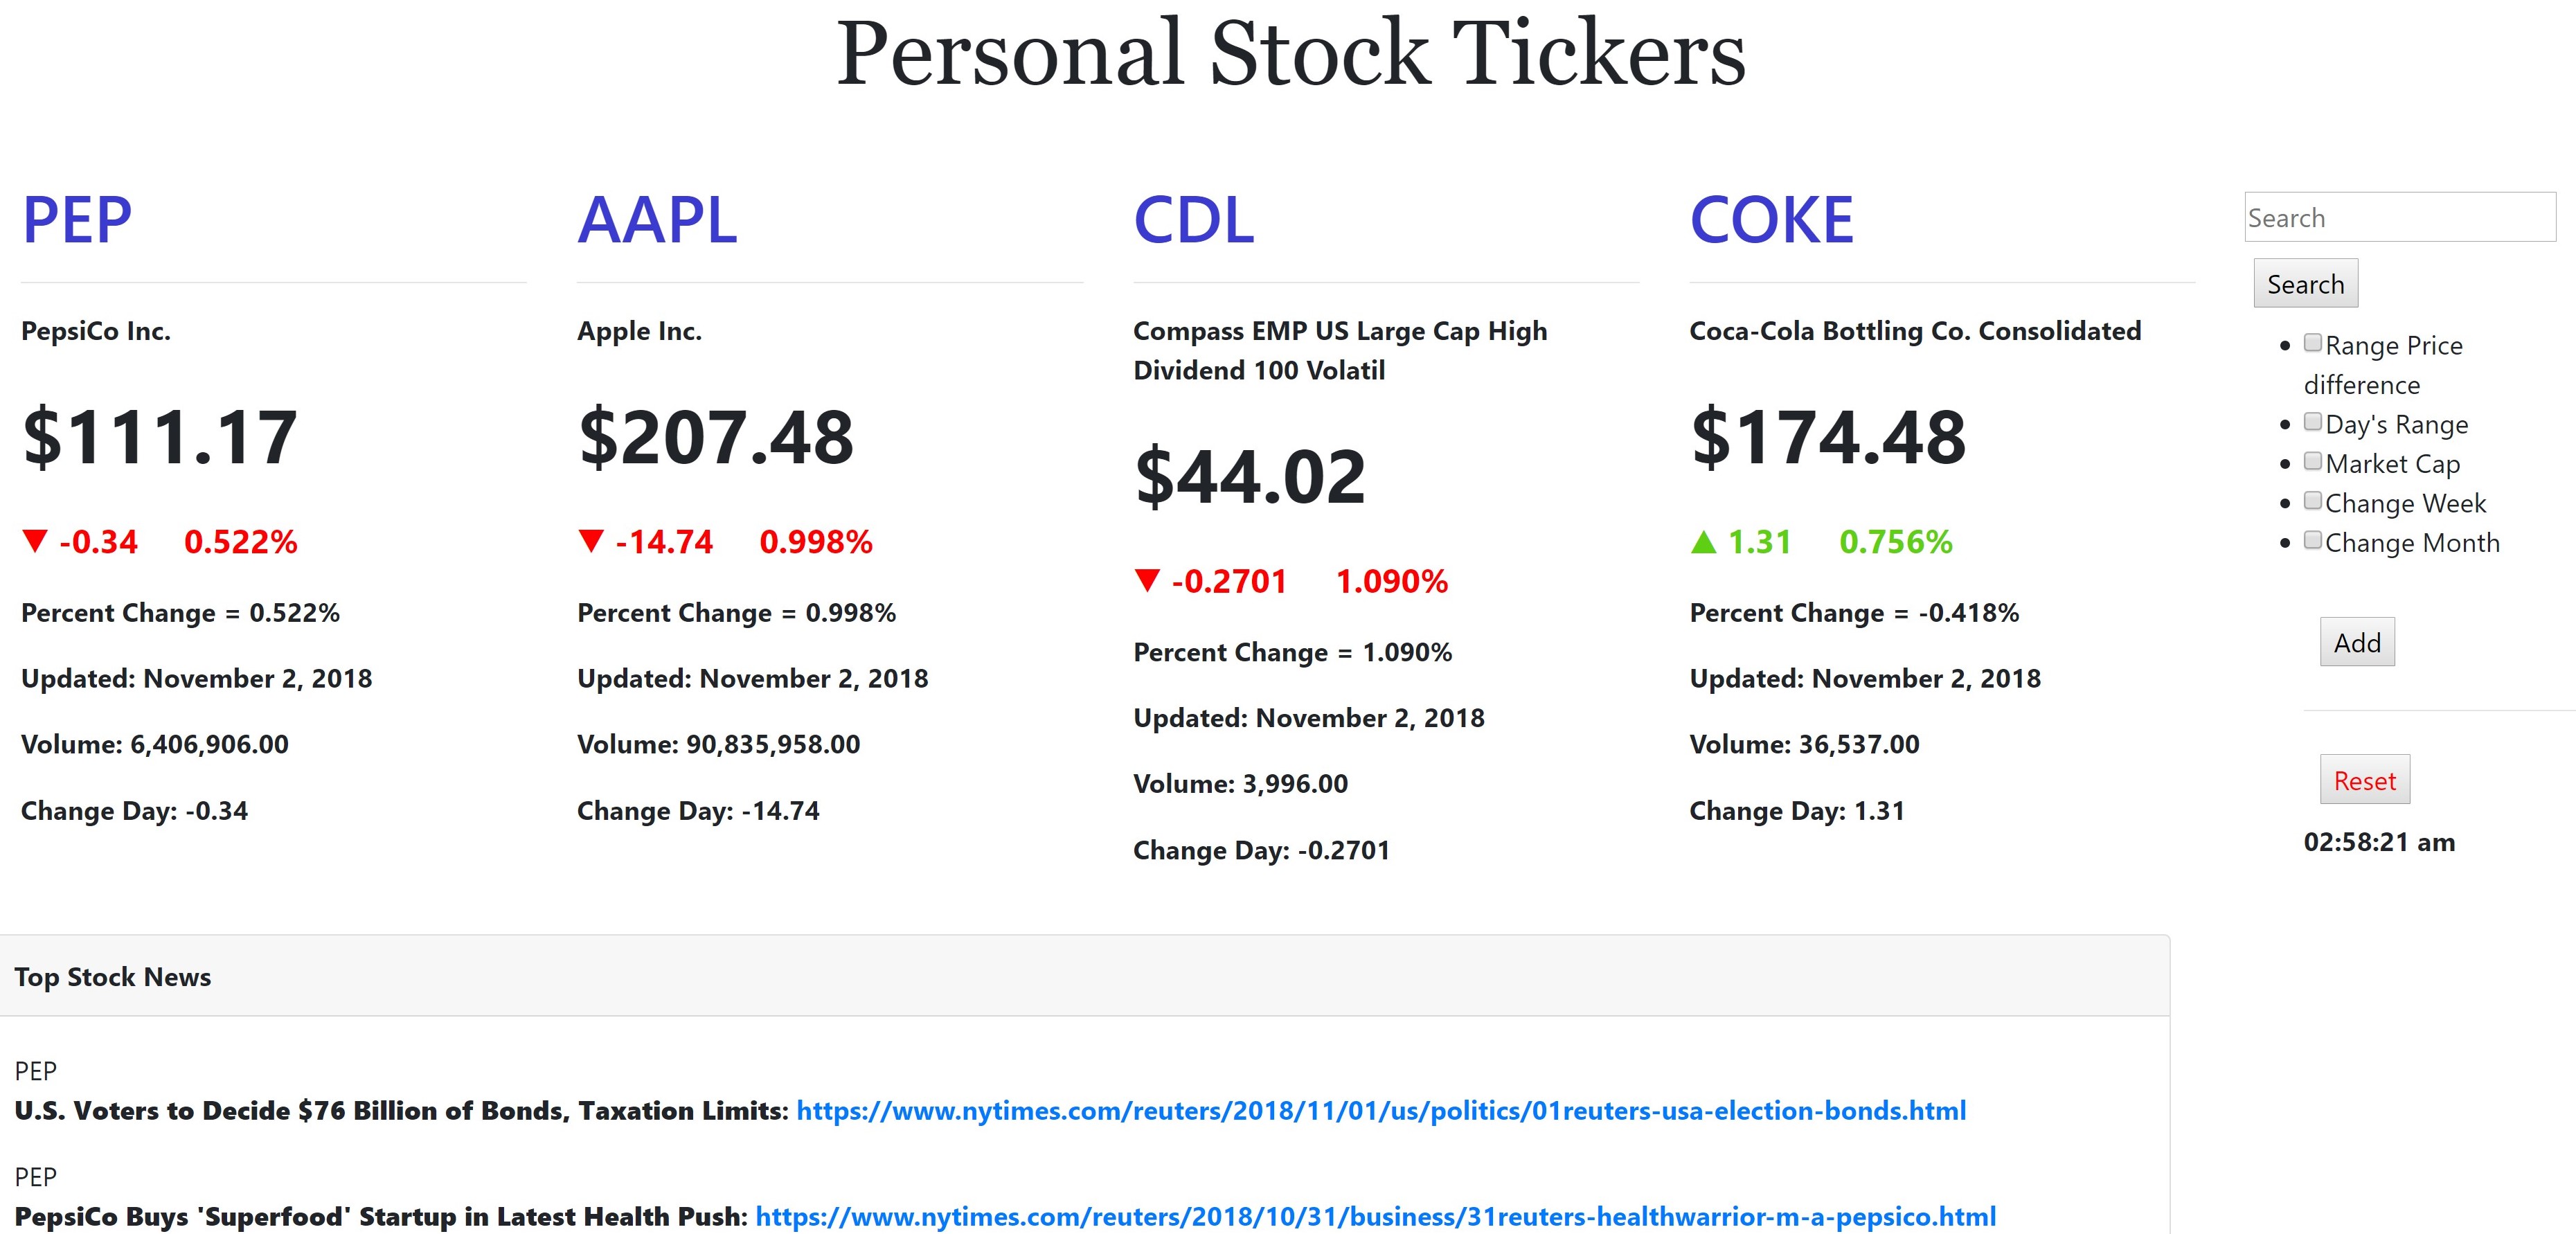 Personal Stock Tickers
PEP
PepsiCo Inc.
$111.17
▼ -0.34 0.522%
Percent Change = 0.522%
Updated: November 2, 2018
Volume: 6,406,906.00
Change Day: -0.34
AAPL
Apple Inc.
$207.48
▼ -14.74 0.998%
Percent Change = 0.998%
Updated: November 2, 2018
Volume: 90,835,958.00
Change Day: -14.74
CDL
Compass EMP US Large Cap High
Dividend 100 Volatil
$44.02
▼ -0.2701 1.090%
Percent Change = 1.090%
Updated: November 2, 2018
Volume: 3,996.00
Change Day: -0.2701
COKE
Coca-Cola Bottling Co. Consolidated
$174.48
▲ 1.31 0.756%
Percent Change = -0.418%
Updated: November 2, 2018
Volume: 36,537.00
Change Day: 1.31
Search
Search
Range Price
difference
Day's Range
Market Cap
Change Week
Change Month
Add
Reset
02:58:21 am
Top Stock News
PEP
U.S. Voters to Decide $76 Billion of Bonds, Taxation Limits: https://www.nytimes.com/reuters/2018/11/01/us/politics/01reuters-usa-election-bonds.html
PEP
PepsiCo Buys 'Superfood' Startup in Latest Health Push: https://www.nytimes.com/reuters/2018/10/31/business/31reuters-healthwarrior-m-a-pepsico.html